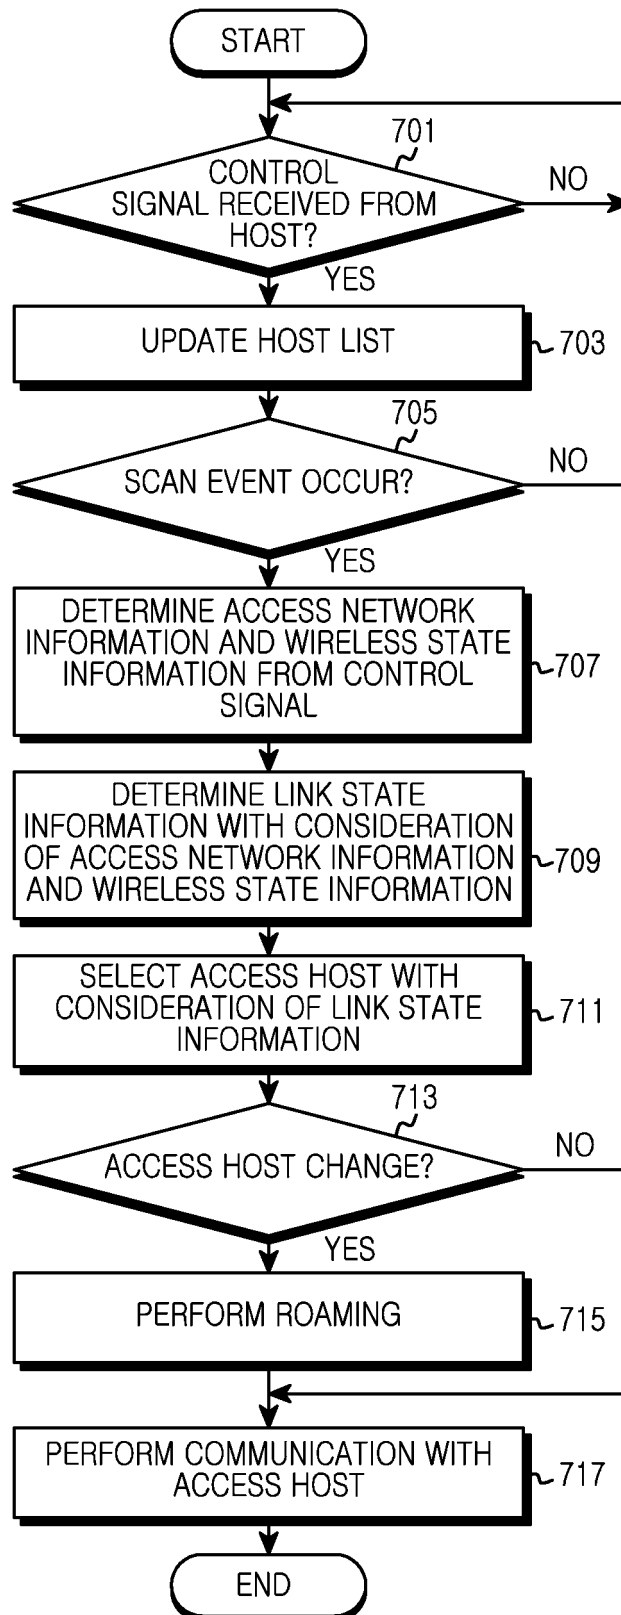 START
701
CONTROL
SIGNAL RECEIVED FROM
HOST?
NO
YES
UPDATE HOST LIST
703
705
SCAN EVENT OCCUR?
NO
YES
DETERMINE ACCESS NETWORK
INFORMATION AND WIRELESS STATE
INFORMATION FROM CONTROL
SIGNAL
707
DETERMINE LINK STATE
INFORMATION WITH CONSIDERATION
OF ACCESS NETWORK INFORMATION
AND WIRELESS STATE INFORMATION
709
SELECT ACCESS HOST WITH
CONSIDERATION OF LINK STATE
INFORMATION
711
713
ACCESS HOST CHANGE?
NO
YES
PERFORM ROAMING
715
PERFORM COMMUNICATION WITH
ACCESS HOST
717
END